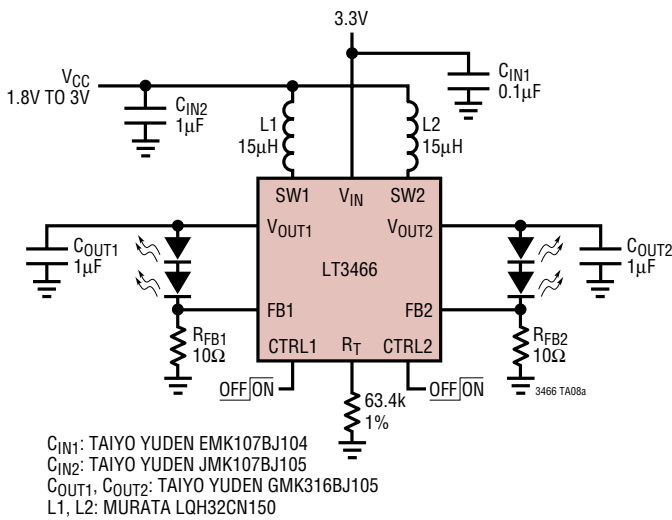 3.3V
VCC
1.8V TO 3V
CIN2
1µF
CIN1
0.1µF
L1
15µH
L2
15µH
SW1
VIN
SW2
VOUT1
VOUT2
COUT1
1µF
LT3466
COUT2
1µF
FB1
FB2
RFB1
10Ω
CTRL1
RT
CTRL2
RFB2
10Ω
3466 TA08a
OFF ON
63.4k
1%
OFF ON
CIN1: TAIYO YUDEN EMK107BJ104
CIN2: TAIYO YUDEN JMK107BJ105
COUT1, COUT2: TAIYO YUDEN GMK316BJ105
L1, L2: MURATA LQH32CN150